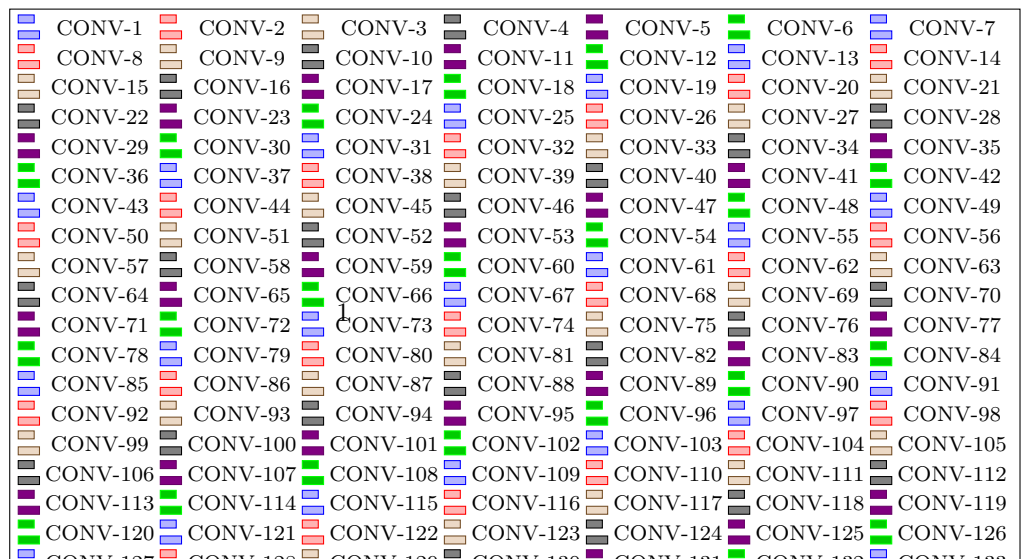 CONV-1 CONV-2 CONV-3 CONV-4 CONV-5 CONV-6 CONV-7
CONV-8 CONV-9 CONV-10 CONV-11 CONV-12 CONV-13 CONV-14
CONV-15 CONV-16 CONV-17 CONV-18 CONV-19 CONV-20 CONV-21
CONV-22 CONV-23 CONV-24 CONV-25 CONV-26 CONV-27 CONV-28
CONV-29 CONV-30 CONV-31 CONV-32 CONV-33 CONV-34 CONV-35
CONV-36 CONV-37 CONV-38 CONV-39 CONV-40 CONV-41 CONV-42
CONV-43 CONV-44 CONV-45 CONV-46 CONV-47 CONV-48 CONV-49
CONV-50 CONV-51 CONV-52 CONV-53 CONV-54 CONV-55 CONV-56
CONV-57 CONV-58 CONV-59 CONV-60 CONV-61 CONV-62 CONV-63
CONV-64 CONV-65 CONV-66 CONV-67 CONV-68 CONV-69 CONV-70
1
CONV-71 CONV-72 CONV-73 CONV-74 CONV-75 CONV-76 CONV-77
CONV-78 CONV-79 CONV-80 CONV-81 CONV-82 CONV-83 CONV-84
CONV-85 CONV-86 CONV-87 CONV-88 CONV-89 CONV-90 CONV-91
CONV-92 CONV-93 CONV-94 CONV-95 CONV-96 CONV-97 CONV-98
CONV-99 CONV-100 CONV-101 CONV-102 CONV-103 CONV-104 CONV-105
CONV-106 CONV-107 CONV-108 CONV-109 CONV-110 CONV-111 CONV-112
CONV-113 CONV-114 CONV-115 CONV-116 CONV-117 CONV-118 CONV-119
CONV-120 CONV-121 CONV-122 CONV-123 CONV-124 CONV-125 CONV-126